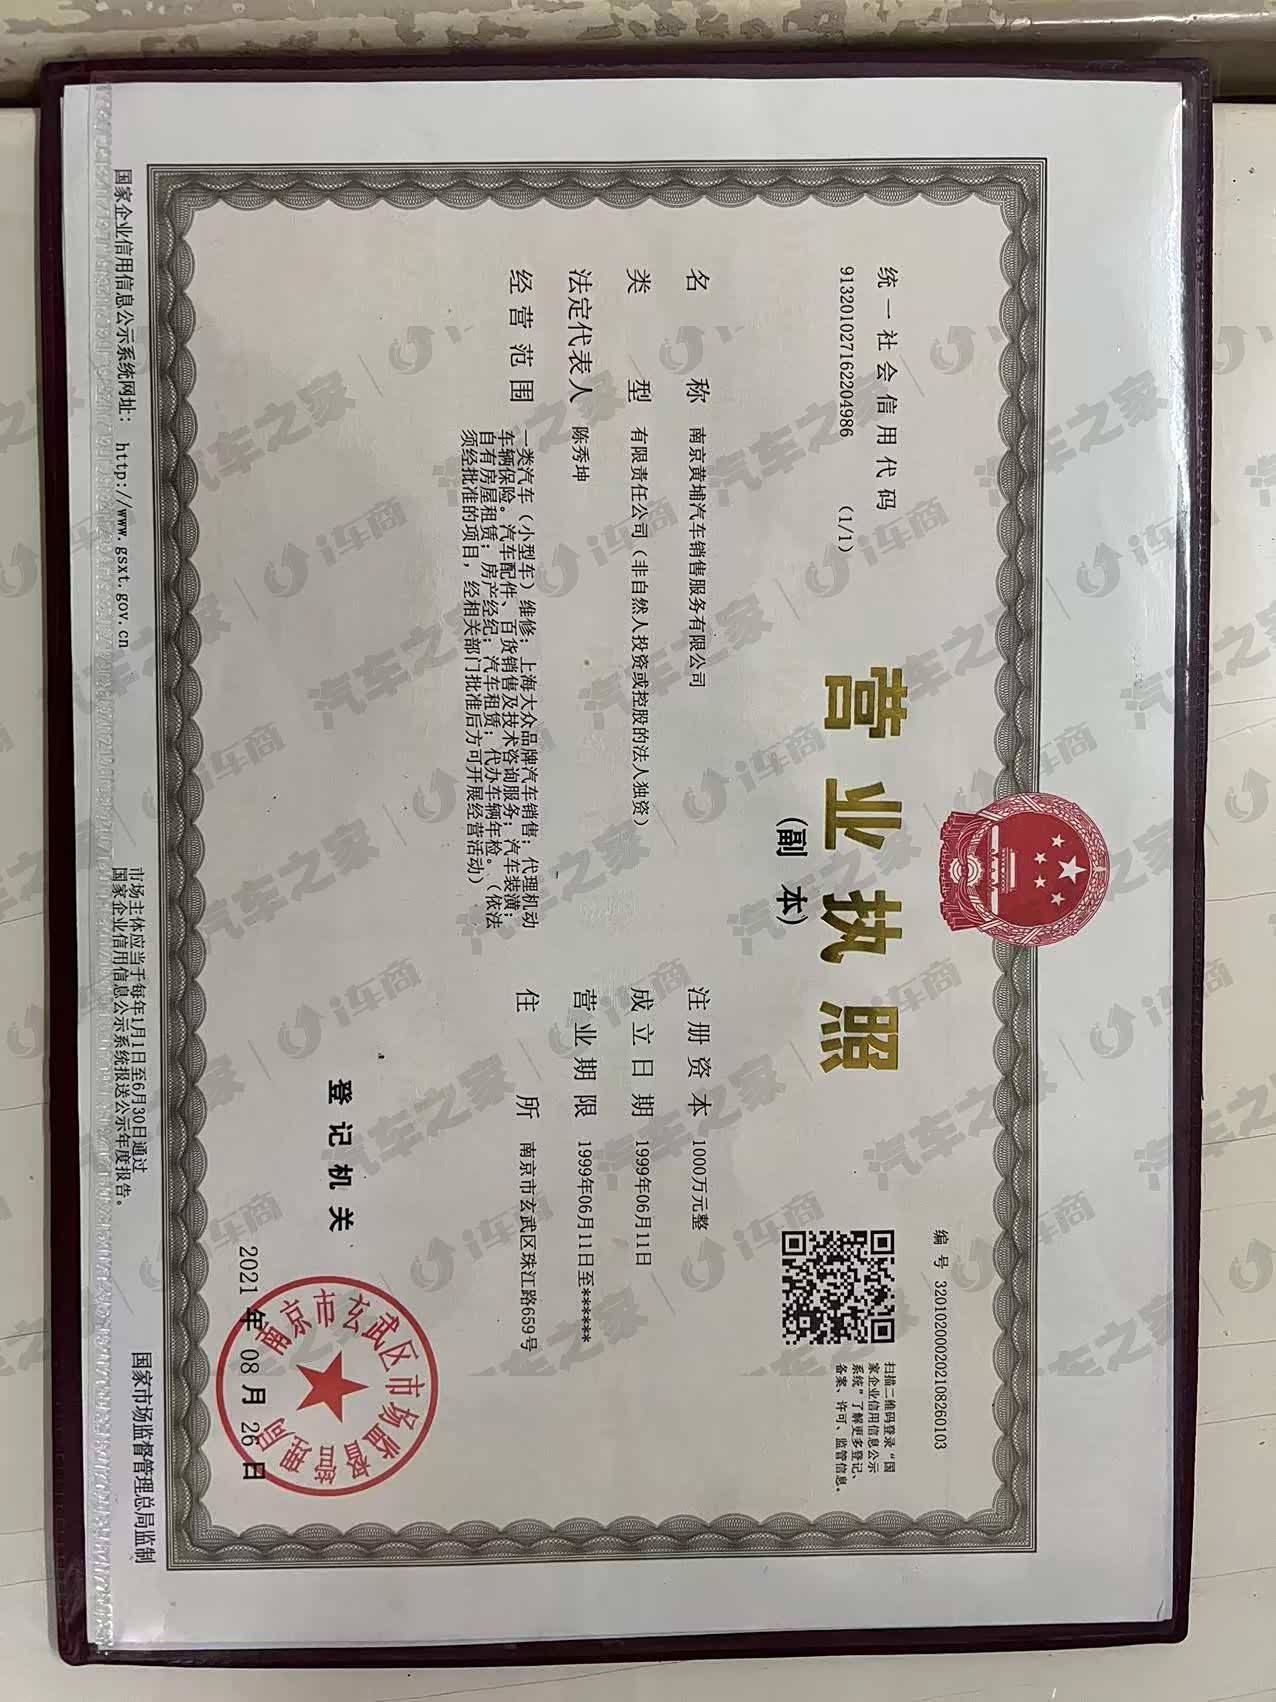 编号 320102000202108260103
统一社会信用代码
913201027162204986 (1/1)
营业执照
(副本)
扫描二维码登录“国
家企业信用信息公示
系统”了解更多登记、
备案、许可、监管信息。
名称 南京黄埔汽车销售服务有限公司
类型 有限责任公司(非自然人投资或控股的法人独资)
法定代表人 陈秀坤
经营范围 一类汽车(小型车)维修;上海大众品牌汽车销售;代理机动
车辆保险。汽车配件、百货销售及技术咨询服务;汽车装潢;
自有房屋租赁;房产经纪;汽车租赁;代办车辆年检。(依法
须经批准的项目,经相关部门批准后方可开展经营活动)
注册资本 1000万元整
成立日期 1999年06月11日
营业期限 1999年06月11日至******
住所 南京市玄武区珠江路659号
登记机关
南京市玄武区市场监督管理局
2021年08月26日
国家企业信用信息公示系统网址: http://www.gsxt.gov.cn
市场主体应当于每年1月1日至6月30日通过
国家企业信用信息公示系统报送公示年度报告。
国家市场监督管理总局监制
汽车之家 | i车商